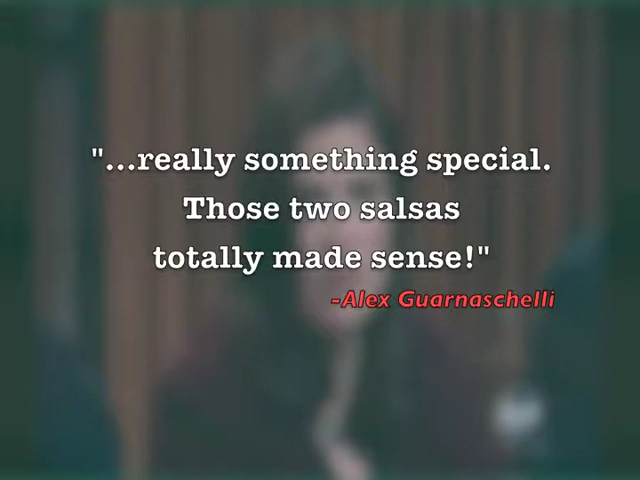 "...really something special.
Those two salsas
totally made sense!"
-Alex Guarnaschelli